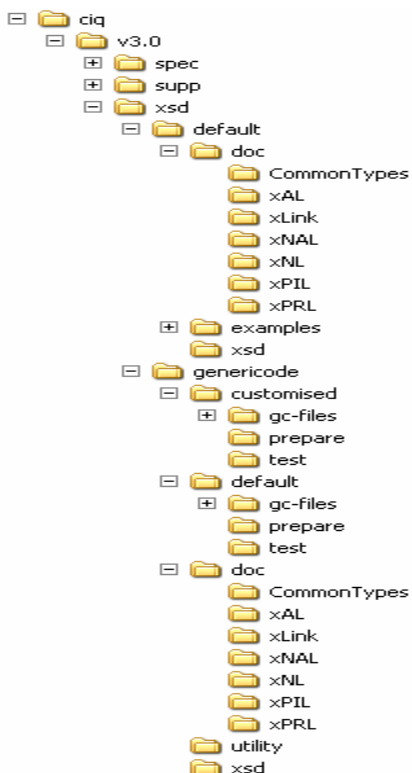 ciq
v3.0
spec
supp
xsd
default
doc
CommonTypes
xAL
xLink
xNAL
xNL
xPIL
xPRL
examples
xsd
genericode
customised
gc-files
prepare
test
default
gc-files
prepare
test
doc
CommonTypes
xAL
xLink
xNAL
xNL
xPIL
xPRL
utility
xsd